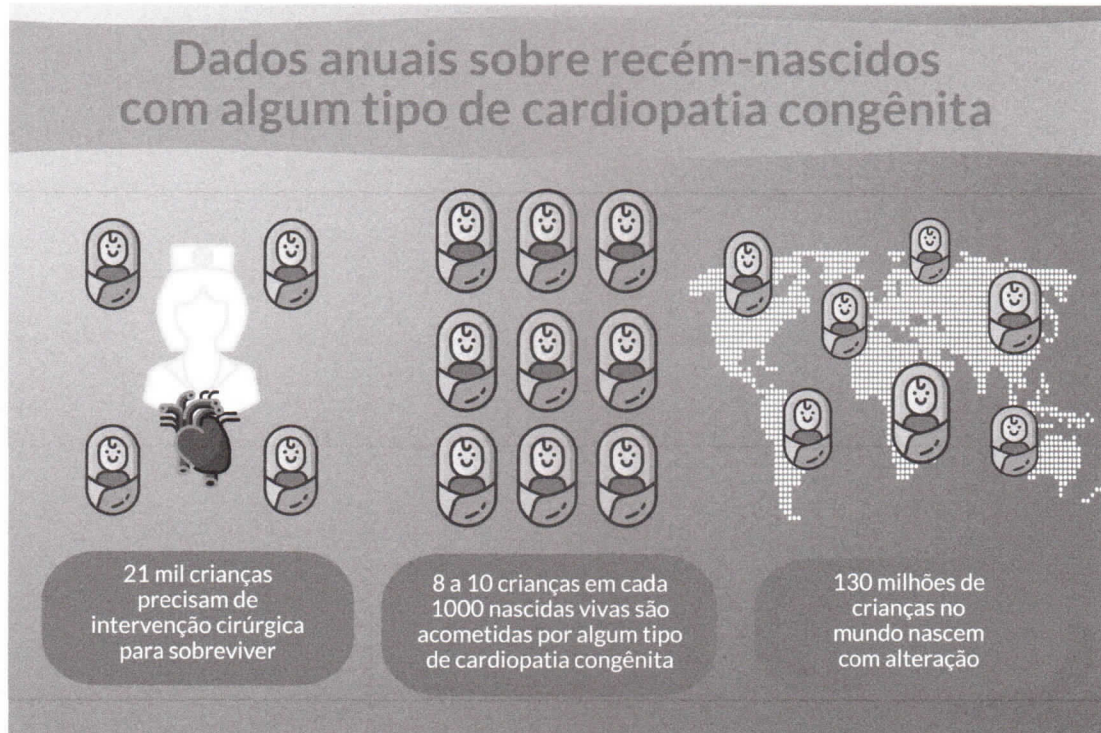 Dados anuais sobre recém-nascidos
com algum tipo de cardiopatia congênita
21 mil crianças
precisam de
intervenção cirúrgica
para sobreviver
8 a 10 crianças em cada
1000 nascidas vivas são
acometidas por algum tipo
de cardiopatia congênita
130 milhões de
crianças no
mundo nascem
com alteração